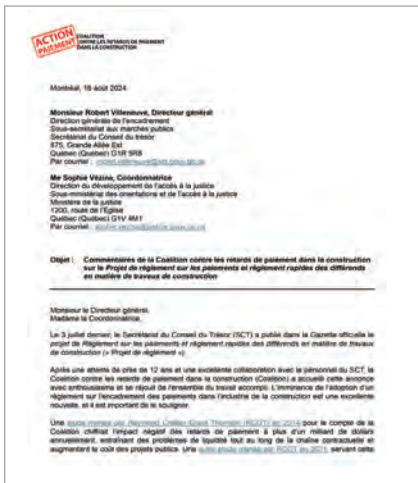 ACTION
PAIEMENT
COALITION
CONTRE LES RETARDS DE PAIEMENT
DANS LA CONSTRUCTION
Montréal, 16 août 2024
Monsieur Robert Villeneuve, Directeur général
Direction générale de l'encadrement
Sous-secrétariat aux marchés publics
Secrétariat du Conseil du trésor
875, Grande Allée Est
Québec (Québec) G1R 5R8
Par courriel :
Me Sophie Vézina, Coordonnatrice
Direction du développement de l'accès à la justice
Sous-ministériat des orientations et de l'accès à la justice
Ministère de la justice
1200, route de l'Église
Québec (Québec) G1V 4M1
Par courriel :
Objet : Commentaires de la Coalition contre les retards de paiement dans la construction
sur le Projet de règlement sur les paiements et règlement rapides des différends
en matière de travaux de construction
Monsieur le Directeur général,
Madame la Coordonnatrice,
Le 3 juillet dernier, le Secrétariat du Conseil du Trésor (SCT) a publié dans la Gazette officielle le
projet de Règlement sur les paiements et règlement rapides des différends en matière de travaux
de construction (« Projet de règlement »).
Après une attente de près de 12 ans et une excellente collaboration avec le personnel du SCT, la
Coalition contre les retards de paiement dans la construction (Coalition) a accueilli cette annonce
avec enthousiasme et se réjouit de l'ensemble du travail accompli. L'imminence de l'adoption d'un
règlement sur l'encadrement des paiements dans l'industrie de la construction est une excellente
nouvelle, et il est important de le souligner.
Une étude menée par Raymond Chabot Grant Thornton (RCGT) en 2014 pour le compte de la
Coalition chiffrait l'impact négatif des retards de paiement à plus d'un milliard de dollars
annuellement, entraînant des problèmes de liquidité tout au long de la chaîne contractuelle et
augmentant le coût des projets publics. Une autre étude menée par RCGT en 2021, servant cette